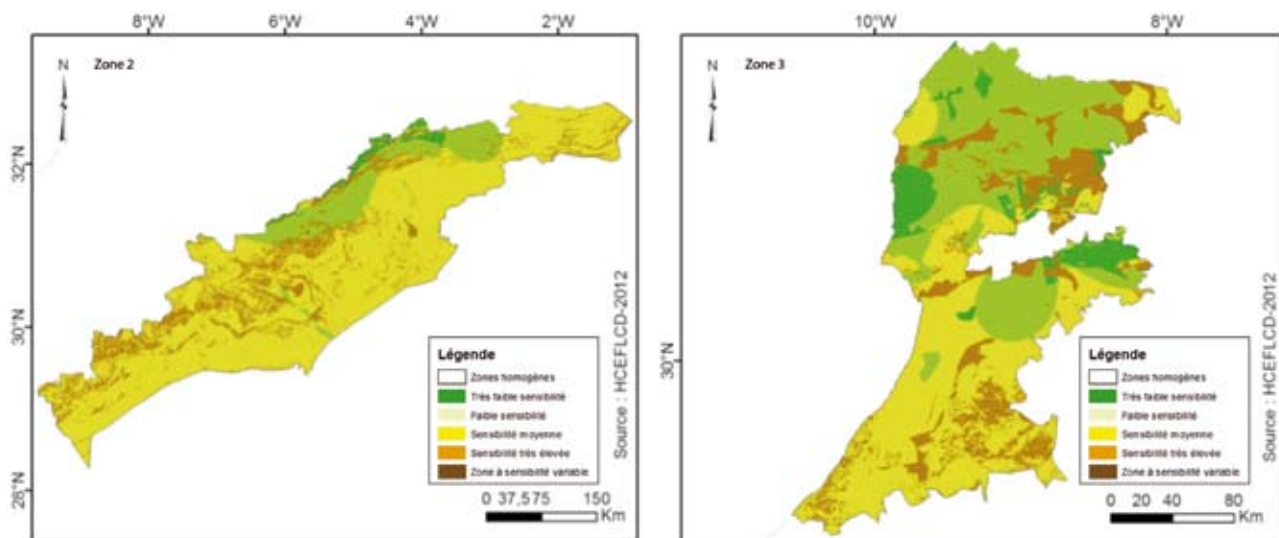 8°W 6°W 4°W 2°W
N
Zone 2
32°N
30°N
28°N
Légende
Zones homogènes
Très faible sensibilité
Faible sensibilité
Sensibilité moyenne
Sensibilité très élevée
Zone à sensibilité variable
0 37,575 150
Km
Source : HCEFLCD-2012
10°W 8°W
N
Zone 3
30°N
Légende
Zones homogènes
Très faible sensibilité
Faible sensibilité
Sensibilité moyenne
Sensibilité très élevée
Zone à sensibilité variable
0 20 40 80
Km
Source : HCEFLCD-2012